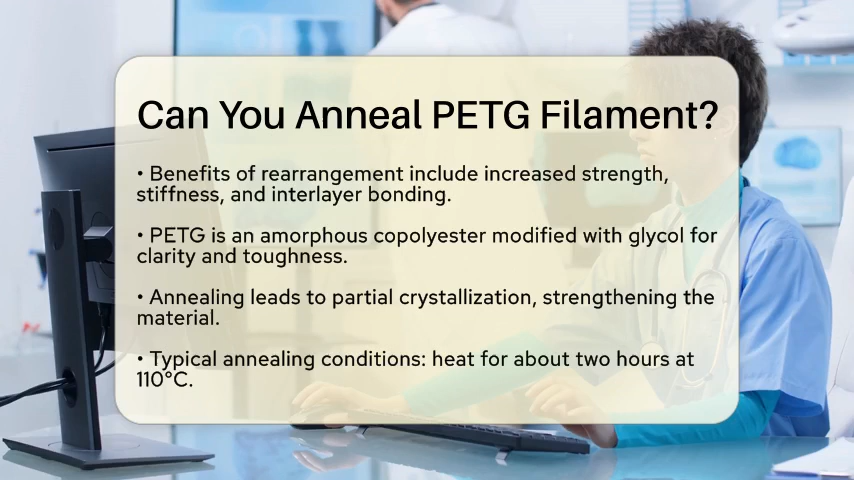 Can You Anneal PETG Filament?
• Benefits of rearrangement include increased strength,
stiffness, and interlayer bonding.
• PETG is an amorphous copolyester modified with glycol for
clarity and toughness.
• Annealing leads to partial crystallization, strengthening the
material.
• Typical annealing conditions: heat for about two hours at
110°C.